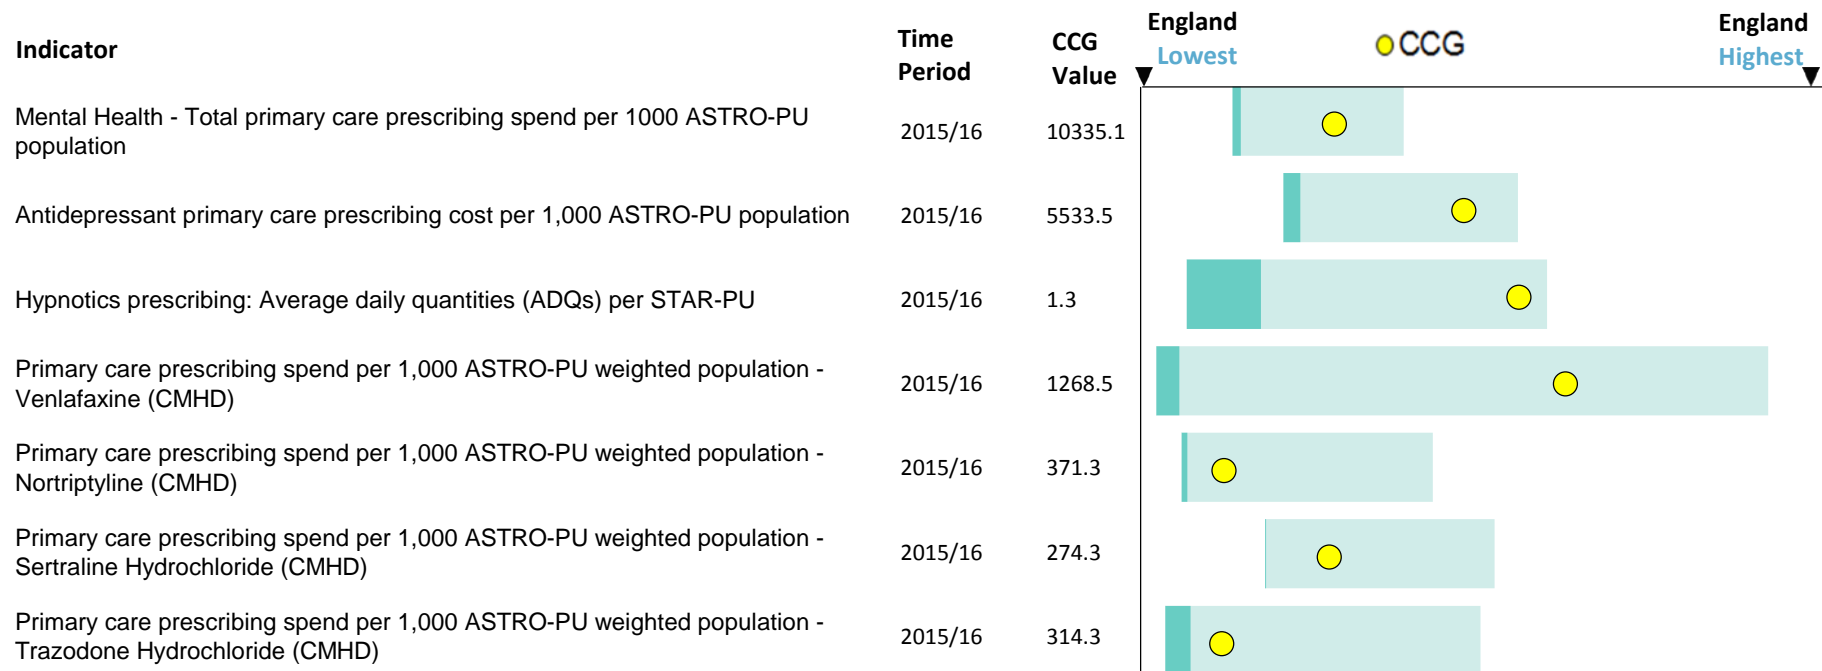 Indicator
Time
Period
CCG
Value
England
Lowest
CCG
England
Highest
Mental Health - Total primary care prescribing spend per 1000 ASTRO-PU
population
2015/16
10335.1
Antidepressant primary care prescribing cost per 1,000 ASTRO-PU population
2015/16
5533.5
Hypnotics prescribing: Average daily quantities (ADQs) per STAR-PU
2015/16
1.3
Primary care prescribing spend per 1,000 ASTRO-PU weighted population -
Venlafaxine (CMHD)
2015/16
1268.5
Primary care prescribing spend per 1,000 ASTRO-PU weighted population -
Nortriptyline (CMHD)
2015/16
371.3
Primary care prescribing spend per 1,000 ASTRO-PU weighted population -
Sertraline Hydrochloride (CMHD)
2015/16
274.3
Primary care prescribing spend per 1,000 ASTRO-PU weighted population -
Trazodone Hydrochloride (CMHD)
2015/16
314.3